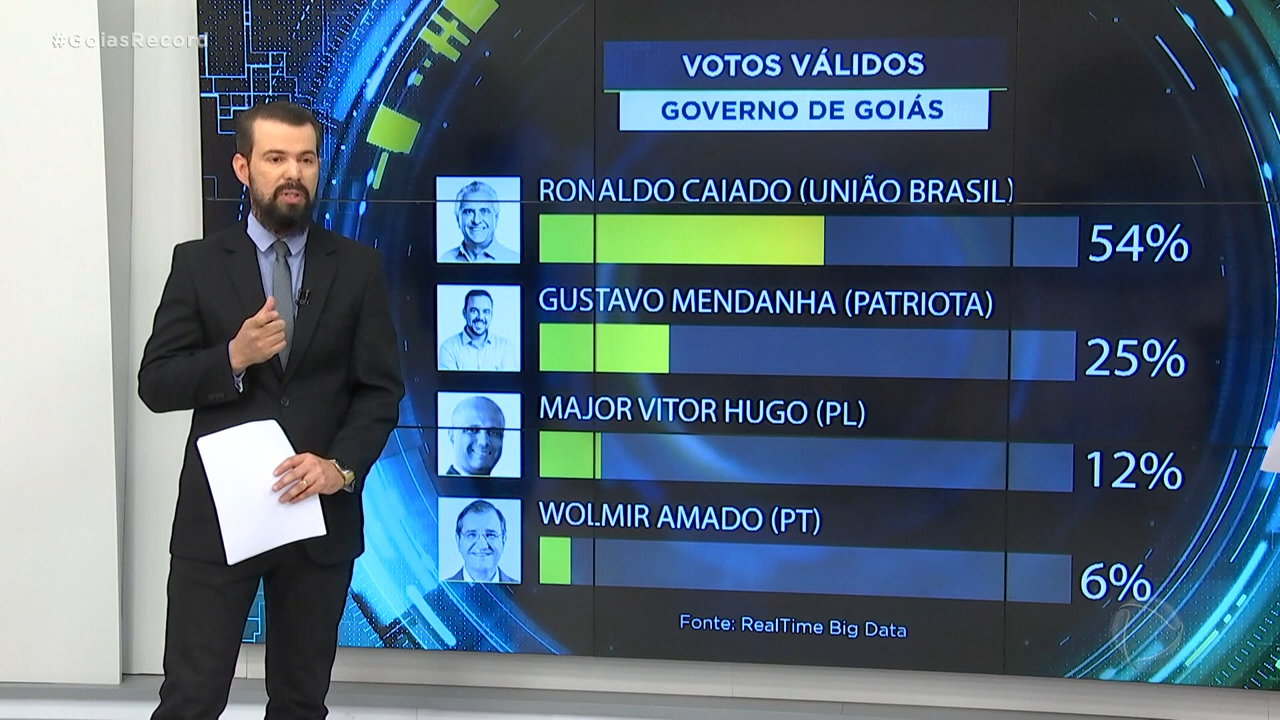 #GoiasRecord
VOTOS VÁLIDOS
GOVERNO DE GOIÁS
RONALDO CAIADO (UNIÃO BRASIL)
54%
GUSTAVO MENDANHA (PATRIOTA)
25%
MAJOR VITOR HUGO (PL)
12%
WOLMIR AMADO (PT)
6%
Fonte: RealTime Big Data